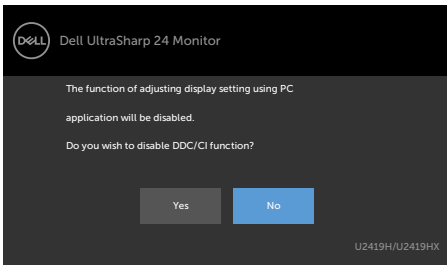 DELL Dell UltraSharp 24 Monitor
The function of adjusting display setting using PC
application will be disabled.
Do you wish to disable DDC/CI function?
Yes No
U2419H/U2419HX